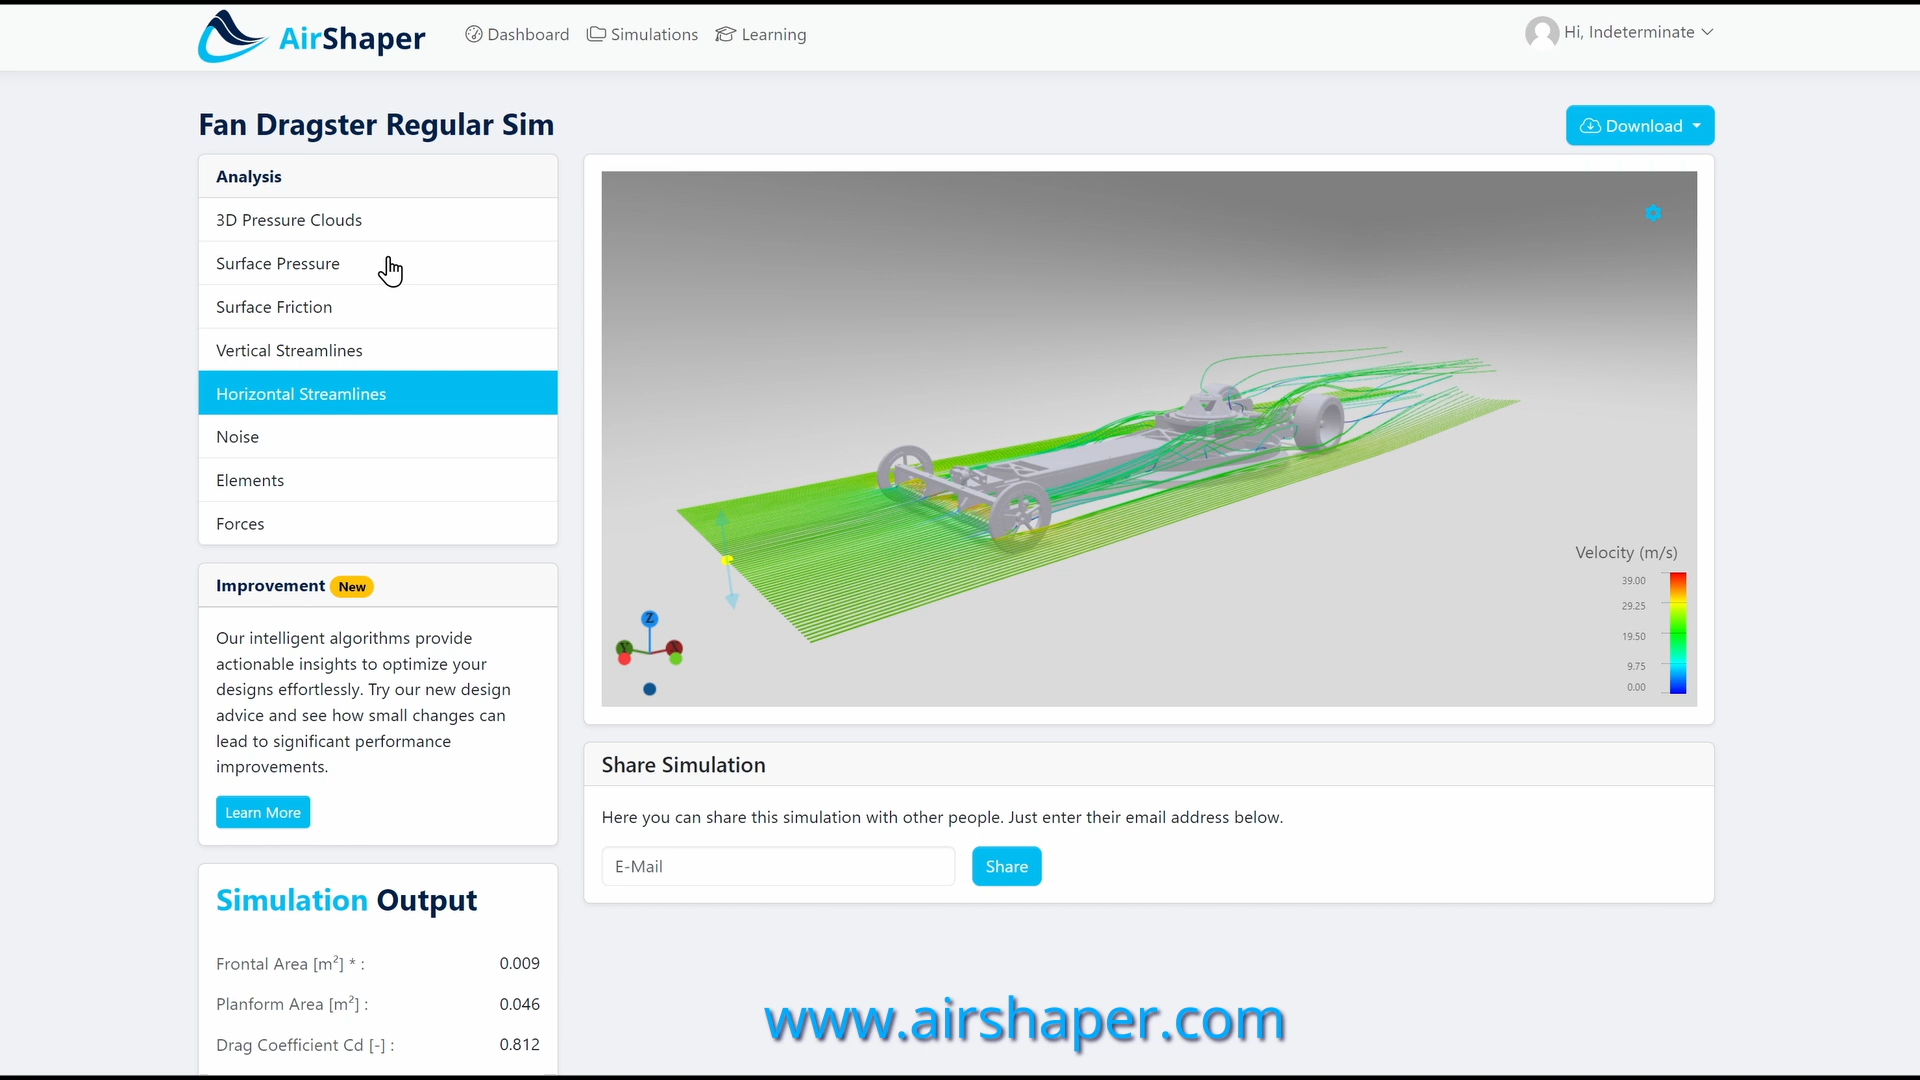 AirShaper
Dashboard
Simulations
Learning
Hi, Indeterminate
Fan Dragster Regular Sim
Download
Analysis
3D Pressure Clouds
Surface Pressure
Surface Friction
Vertical Streamlines
Horizontal Streamlines
Noise
Elements
Forces
Velocity (m/s)
39.00
29.25
19.50
9.75
0.00
Z
Y
X
Improvement New
Our intelligent algorithms provide
actionable insights to optimize your
designs effortlessly. Try our new design
advice and see how small changes can
lead to significant performance
improvements.
Learn More
Share Simulation
Here you can share this simulation with other people. Just enter their email address below.
E-Mail
Share
Simulation Output
Frontal Area [m²] * : 0.009
Planform Area [m²] : 0.046
Drag Coefficient Cd [-] : 0.812
www.airshaper.com